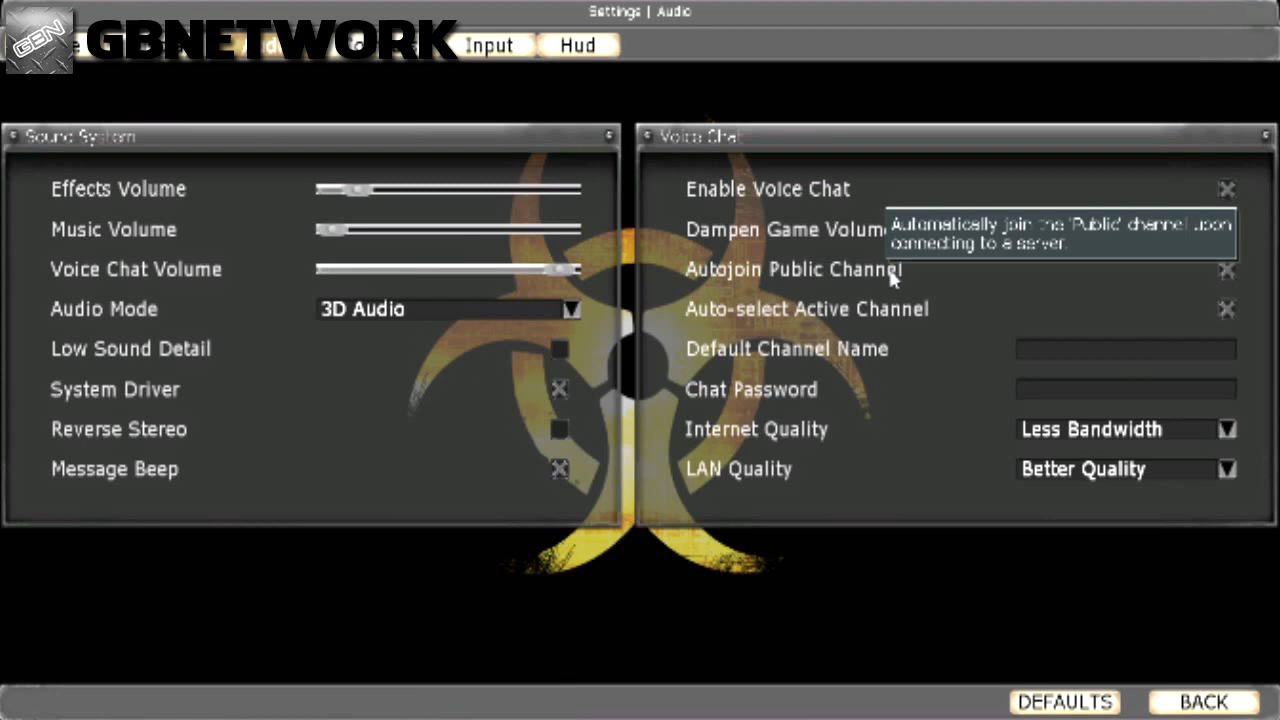 Settings | Audio
GBN
GBNETWORK
Input
Hud
Sound System
Effects Volume
Music Volume
Voice Chat Volume
Audio Mode
3D Audio
Low Sound Detail
System Driver
Reverse Stereo
Message Beep
Voice Chat
Enable Voice Chat
Dampen Game Volum
Automatically join the 'Public' channel upon
connecting to a server.
Autojoin Public Channel
Auto-select Active Channel
Default Channel Name
Chat Password
Internet Quality
Less Bandwidth
LAN Quality
Better Quality
DEFAULTS
BACK